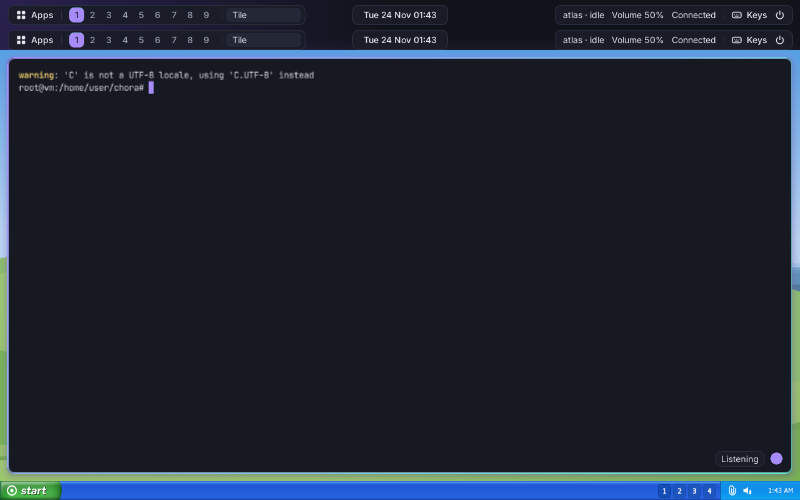 Apps 1 2 3 4 5 6 7 8 9 Tile Tue 24 Nov 01:43 atlas · idle Volume 50% Connected Keys
Apps 1 2 3 4 5 6 7 8 9 Tile Tue 24 Nov 01:43 atlas · idle Volume 50% Connected Keys
warning: 'C' is not a UTF-8 locale, using 'C.UTF-8' instead
root@vm:/home/user/chora#
Listening
start 1 2 3 4 1:43 AM